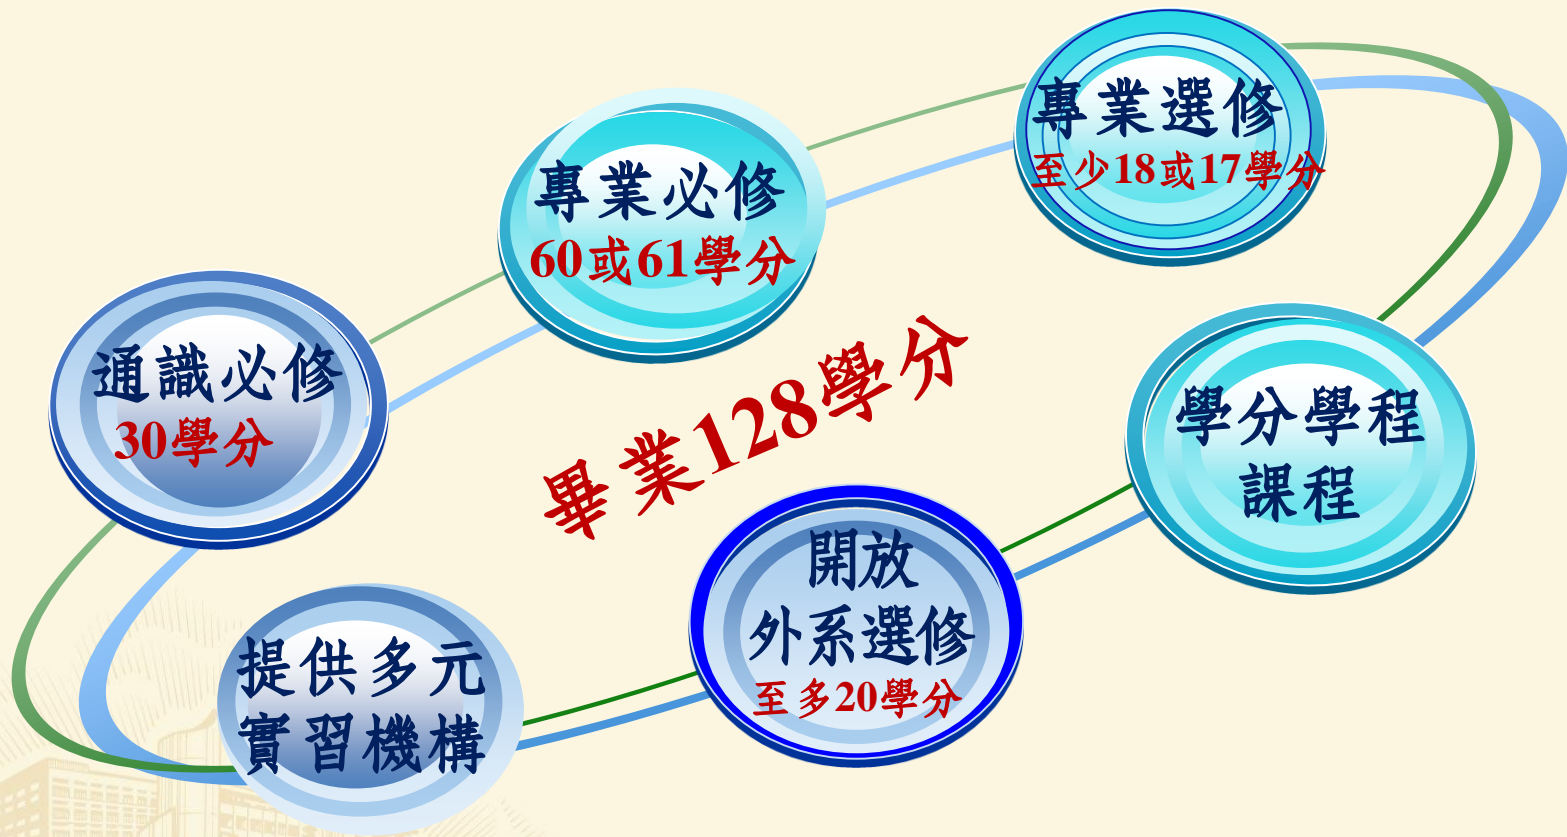 通識必修
30學分
專業必修
60或61學分
專業選修
至少18或17學分
學分學程
課程
開放
外系選修
至多20學分
提供多元
實習機構
畢業128學分